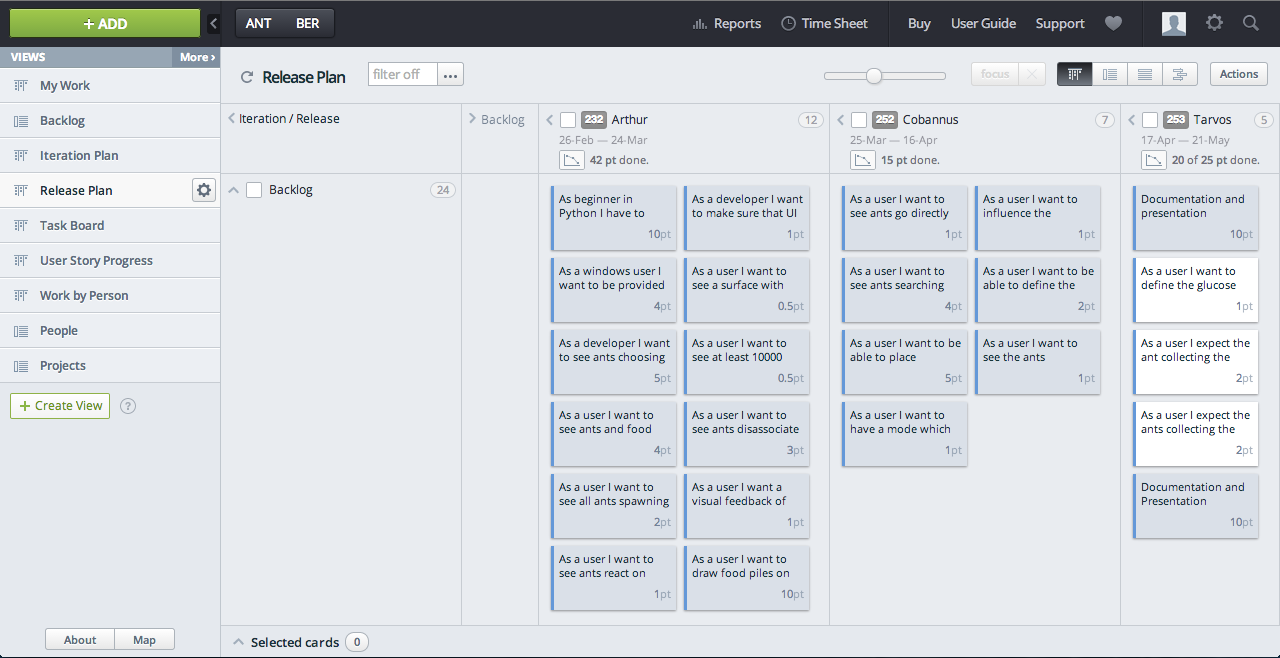 + ADD
ANT BER
Reports
Time Sheet
Buy
User Guide
Support
VIEWS
More ›
My Work
Backlog
Iteration Plan
Release Plan
Task Board
User Story Progress
Work by Person
People
Projects
+ Create View
?
About
Map
Release Plan
filter off
...
focus
Actions
Iteration / Release
Backlog
232 Arthur
12
26-Feb — 24-Mar
42 pt done.
252 Cobannus
7
25-Mar — 16-Apr
15 pt done.
253 Tarvos
5
17-Apr — 21-May
20 of 25 pt done.
Backlog
24
As beginner in
Python I have to
10pt
As a developer I want
to make sure that UI
1pt
As a windows user I
want to be provided
4pt
As a user I want to
see a surface with
0.5pt
As a developer I want
to see ants choosing
5pt
As a user I want to
see at least 10000
0.5pt
As a user I want to
see ants and food
4pt
As a user I want to
see ants disassociate
3pt
As a user I want to
see all ants spawning
2pt
As a user I want a
visual feedback of
1pt
As a user I want to
see ants react on
1pt
As a user I want to
draw food piles on
10pt
As a user I want to
see ants go directly
1pt
As a user I want to
influence the
1pt
As a user I want to
see ants searching
4pt
As a user I want to be
able to define the
2pt
As a user I want to be
able to place
5pt
As a user I want to
see the ants
1pt
As a user I want to
have a mode which
1pt
Documentation and
presentation
10pt
As a user I want to
define the glucose
1pt
As a user I expect the
ant collecting the
2pt
As a user I expect the
ants collecting the
2pt
Documentation and
Presentation
10pt
Selected cards 0